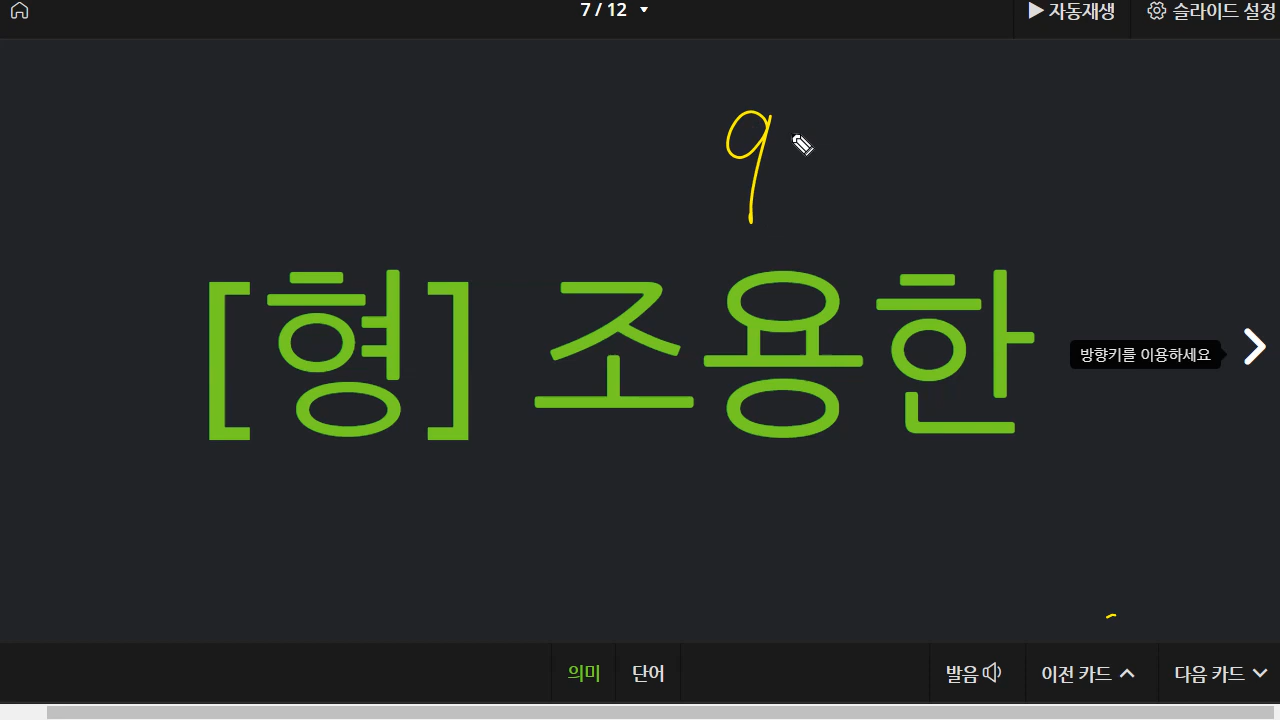 7 / 12
자동재생
슬라이드 설정
q
[형] 조용한
방향키를 이용하세요
의미
단어
발음
이전 카드
다음 카드